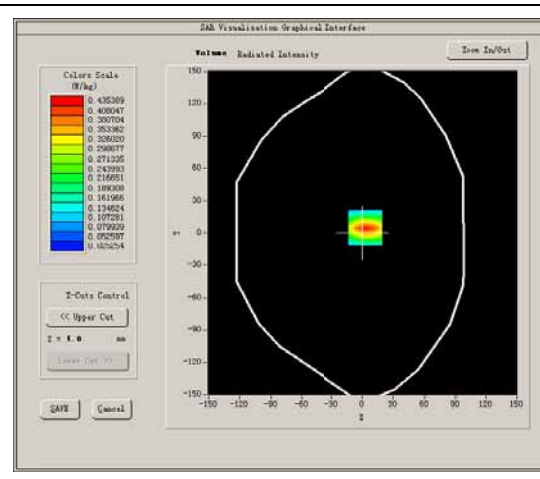 SAR Visualisation Graphical Interface
Volume Radiated Intensity
Zoom In/Out
Colors Scale
(W/kg)
0.435389
0.408047
0.380704
0.353362
0.326020
0.298677
0.271335
0.243993
0.216651
0.189308
0.161966
0.134624
0.107281
0.079939
0.052597
0.025254
150
120
90
60
30
0
-30
-60
-90
-120
-150
Y
-150 -120 -90 -60 -30 0 30 60 90 120 150
X
Z-Cuts Control
<< Upper Cut
Z = 4.0 mm
Lower Cut >>
SAVE Cancel